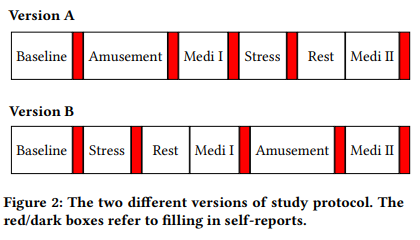 Version A
Baseline Amusement Medi I Stress Rest Medi II
Version B
Baseline Stress Rest Medi I Amusement Medi II
Figure 2: The two different versions of study protocol. The
red/dark boxes refer to filling in self-reports.